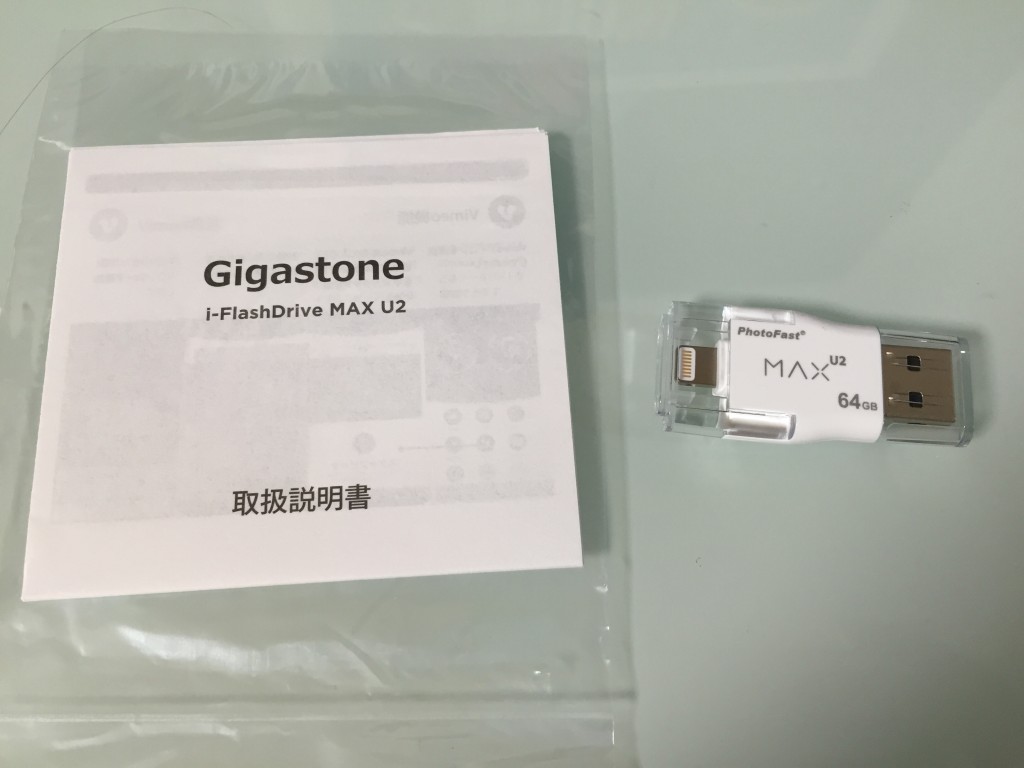 Gigastone
i-FlashDrive MAX U2
取扱説明書
PhotoFast®
MAX U2
64GB